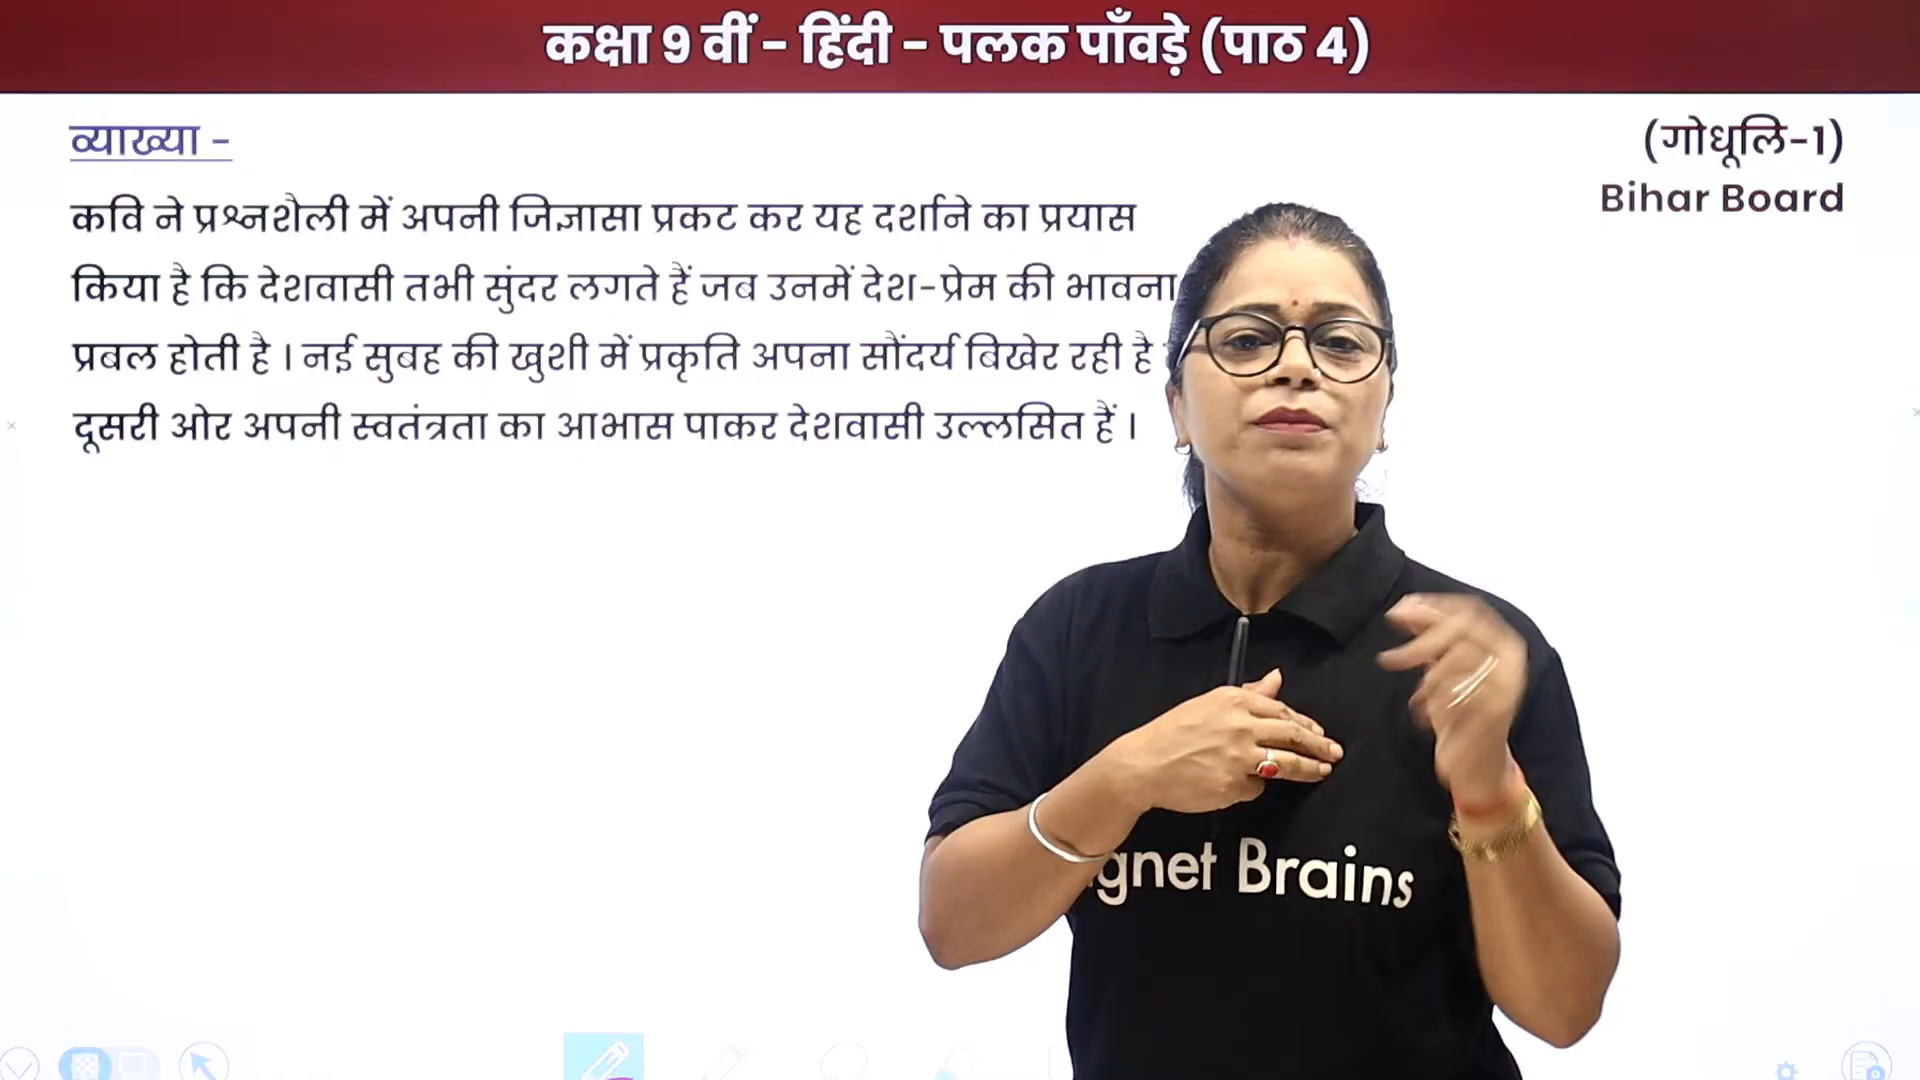 कक्षा 9 वीं - हिंदी - पलक पाँवड़े (पाठ 4)
व्याख्या -
(गोधूलि-1)
Bihar Board
कवि ने प्रश्नशैली में अपनी जिज्ञासा प्रकट कर यह दर्शाने का प्रयास
किया है कि देशवासी तभी सुंदर लगते हैं जब उनमें देश-प्रेम की भावना
प्रबल होती है । नई सुबह की खुशी में प्रकृति अपना सौंदर्य बिखेर रही है
दूसरी ओर अपनी स्वतंत्रता का आभास पाकर देशवासी उल्लसित हैं ।
gnet Brains